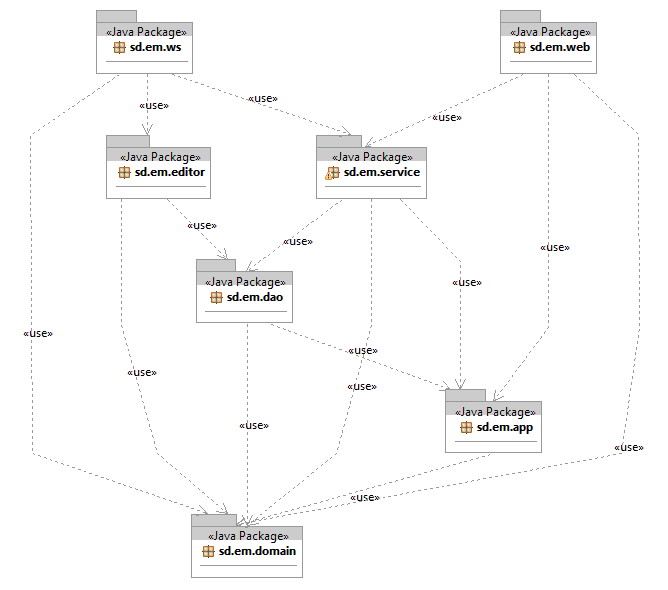 «Java Package»
sd.em.ws
«Java Package»
sd.em.web
«use»
«use»
«use»
«use»
«Java Package»
sd.em.editor
«Java Package»
sd.em.service
«use»
«use»
«use»
«Java Package»
sd.em.dao
«use»
«use»
«use»
«use»
«use»
«Java Package»
sd.em.app
«use»
«use»
«use»
«Java Package»
sd.em.domain